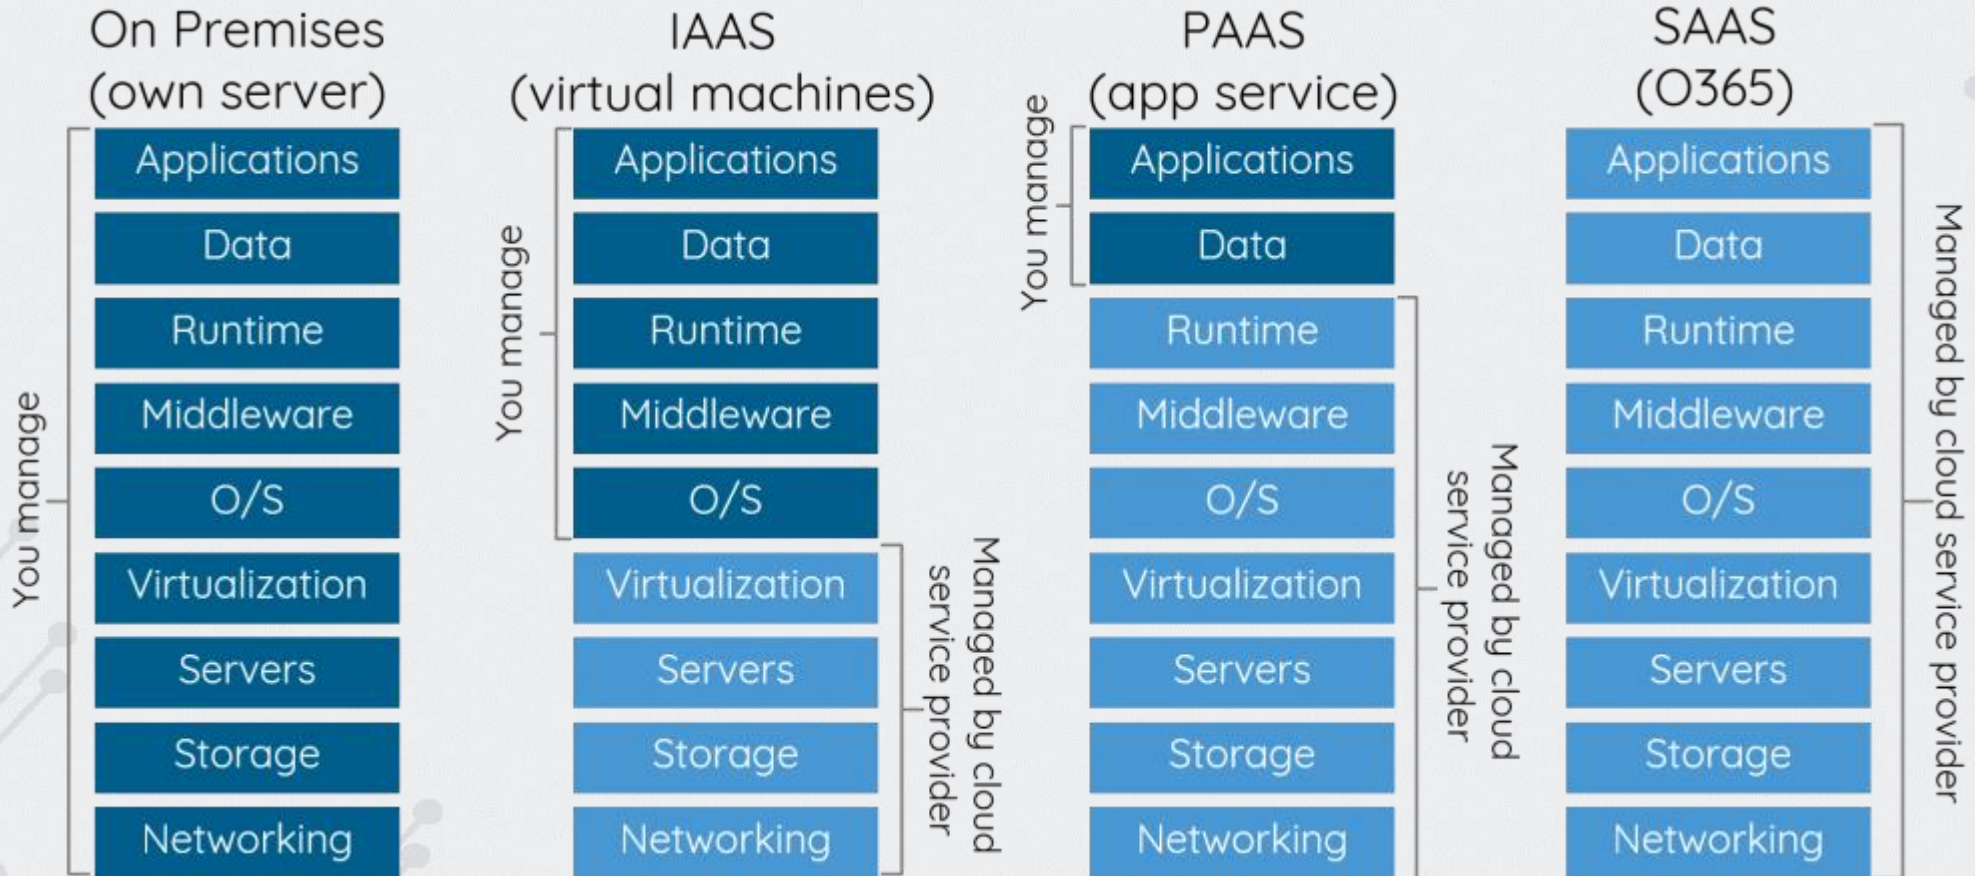 On Premises
(own server)
You manage
Applications
Data
Runtime
Middleware
O/S
Virtualization
Servers
Storage
Networking
IAAS
(virtual machines)
You manage
Applications
Data
Runtime
Middleware
O/S
Virtualization
Servers
Storage
Networking
Managed by cloud
service provider
PAAS
(app service)
You manage
Applications
Data
Runtime
Middleware
O/S
Virtualization
Servers
Storage
Networking
Managed by cloud
service provider
SAAS
(O365)
Applications
Data
Runtime
Middleware
O/S
Virtualization
Servers
Storage
Networking
Managed by cloud service provider